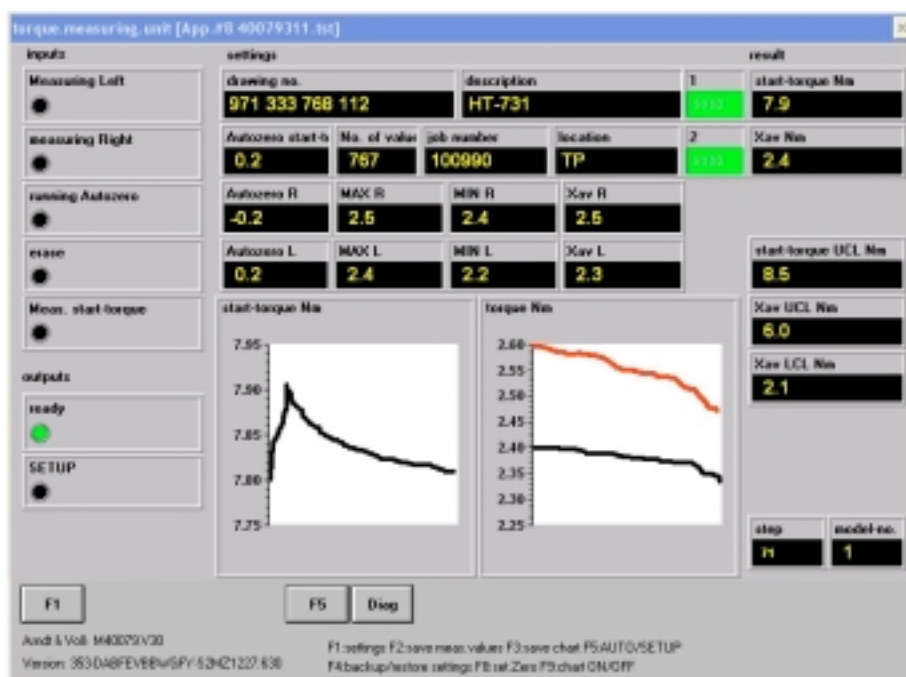 torque.measuring.unit [App.#8 40079311.tst]
inputs
settings
result
Measuring Left
drawing no.
description
1
start-torque Nm
971 333 768 112
HT-731
7.9
measuring Right
Autozero start-t
No. of value
job number
location
2
Xav Nm
0.2
767
100990
TP
2.4
running Autozero
Autozero R
MAX R
MIN R
Xav R
-0.2
2.5
2.4
2.5
erase
Autozero L
MAX L
MIN L
Xav L
start-torque UCL Nm
0.2
2.4
2.2
2.3
8.5
Meas. start-torque
start-torque Nm
torque Nm
Xav UCL Nm
6.0
7.95
7.90
7.85
7.80
7.75
2.60
2.55
2.50
2.45
2.40
2.35
2.30
2.25
Xav LCL Nm
2.1
outputs
ready
SETUP
step
model-no.
71
1
F1
F5
Diag
Arndt & Voß M40079.V30
F1:settings F2:save meas.values F3:save chart F5:AUTO/SETUP
Version:
F4:backup/restore settings F8:set Zero F9:chart ON/OFF